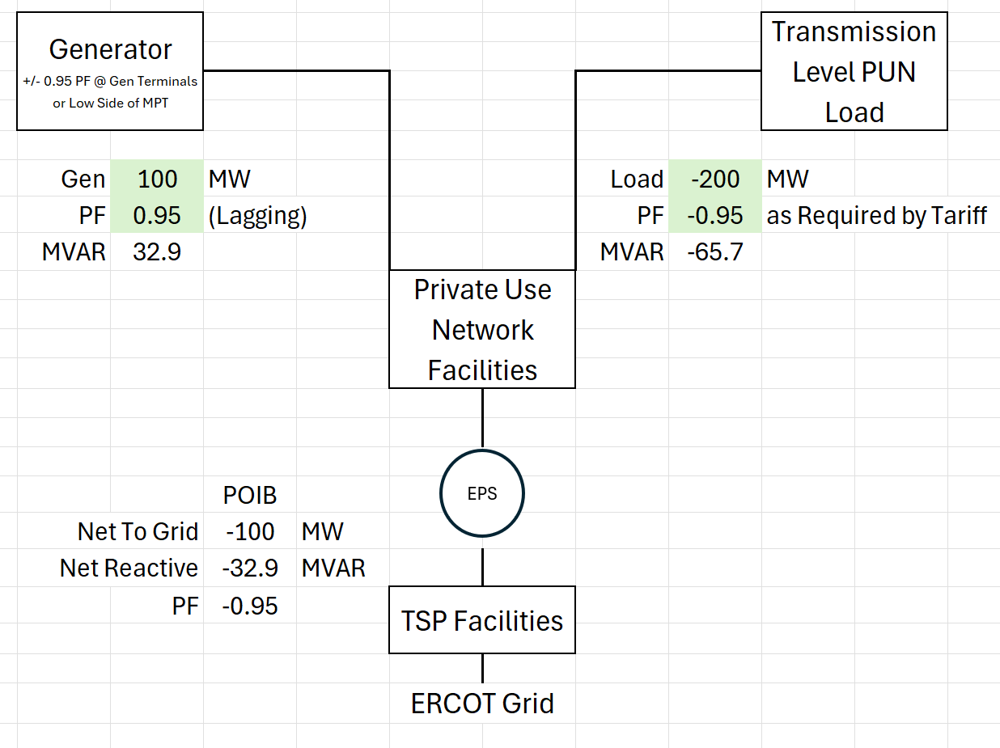 Generator
+/- 0.95 PF @ Gen Terminals
or Low Side of MPT
Transmission
Level PUN
Load
Gen 100 MW
PF 0.95 (Lagging)
MVAR 32.9
Load -200 MW
PF -0.95 as Required by Tariff
MVAR -65.7
Private Use
Network
Facilities
EPS
POIB
Net To Grid -100 MW
Net Reactive -32.9 MVAR
PF -0.95
TSP Facilities
ERCOT Grid